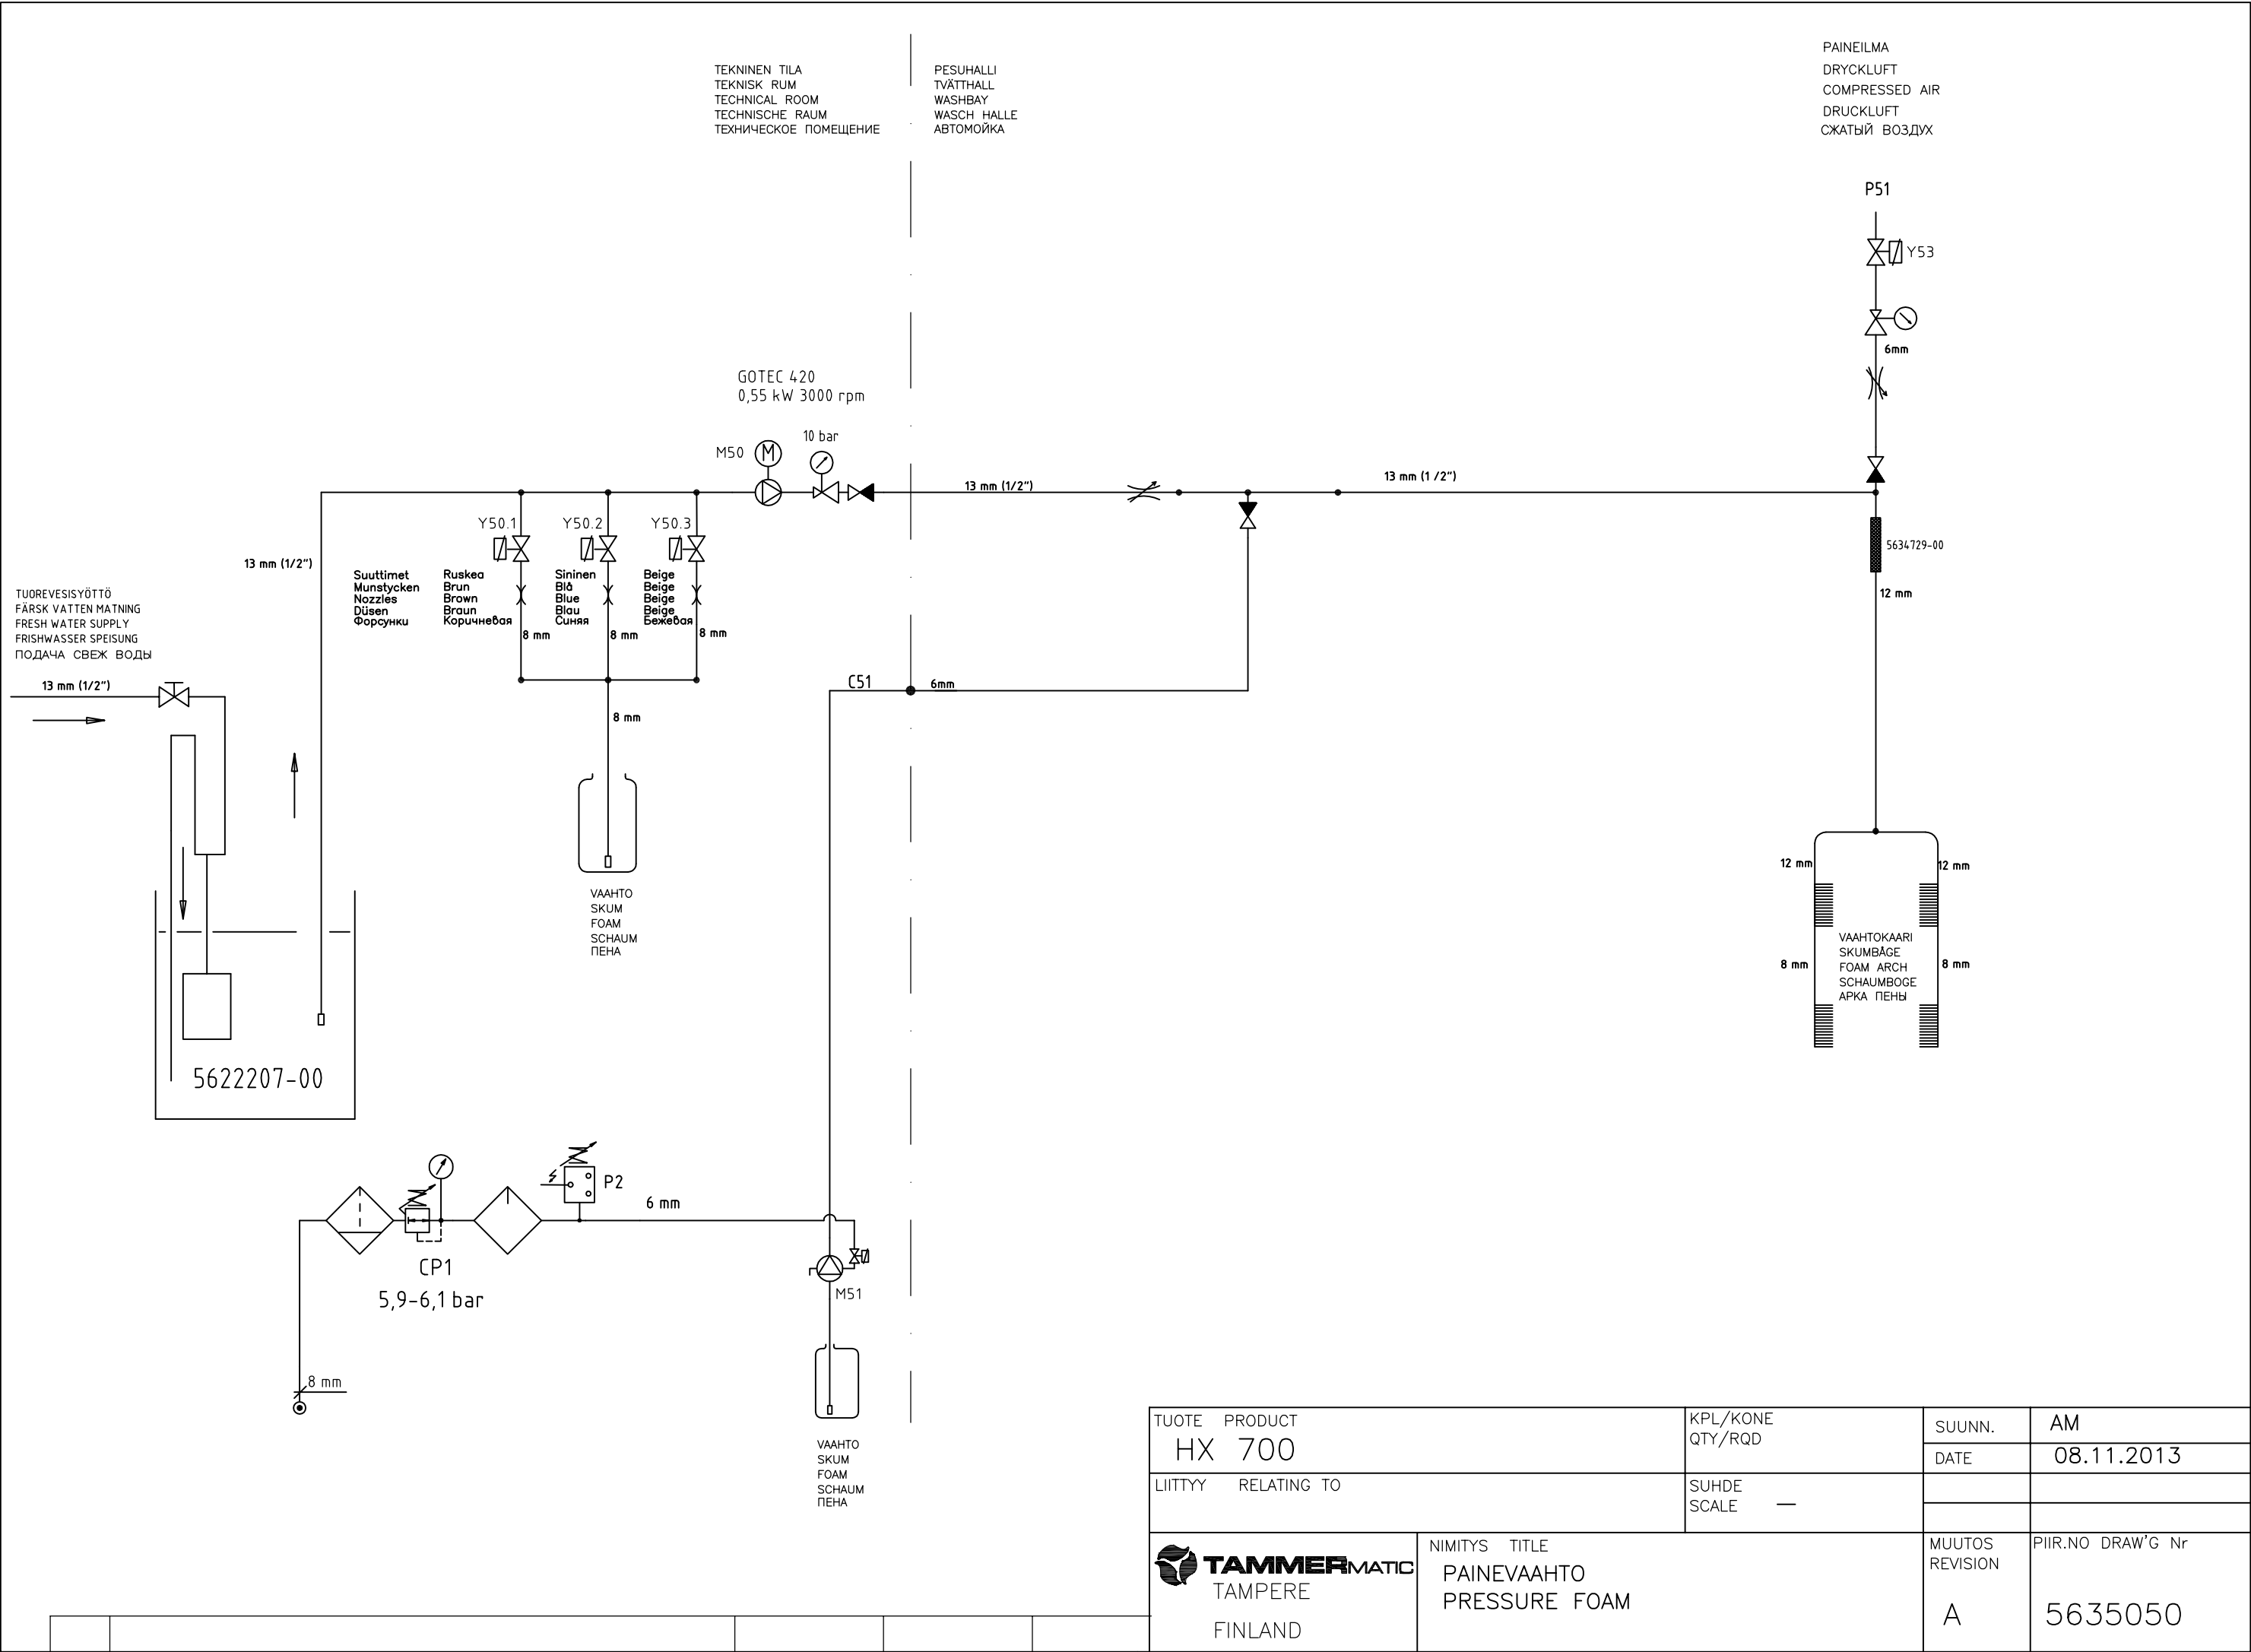 TEKNINEN TILA
TEKNISK RUM
TECHNICAL ROOM
TECHNISCHE RAUM
ТЕХНИЧЕСКОЕ ПОМЕЩЕНИЕ
PESUHALLI
TVÄTTHALL
WASHBAY
WASCH HALLE
АВТОМОЙКА
PAINEILMA
DRYCKLUFT
COMPRESSED AIR
DRUCKLUFT
СЖАТЫЙ ВОЗДУХ
P51
Y53
6mm
GOTEC 420
0,55 kW 3000 rpm
M50
M
10 bar
13 mm (1/2")
13 mm (1 /2")
Y50.1
Y50.2
Y50.3
13 mm (1/2")
Suuttimet
Munstycken
Nozzles
Düsen
Форсунки
Ruskea
Brun
Brown
Braun
Коричневая
Sininen
Blå
Blue
Blau
Синяя
Beige
Beige
Beige
Beige
Бежевая
8 mm
8 mm
8 mm
8 mm
5634729-00
12 mm
TUOREVESISYÖTTÖ
FÄRSK VATTEN MATNING
FRESH WATER SUPPLY
FRISHWASSER SPEISUNG
ПОДАЧА СВЕЖ ВОДЫ
13 mm (1/2")
C51
6mm
VAAHTO
SKUM
FOAM
SCHAUM
ПЕНА
12 mm
12 mm
VAAHTOKAARI
SKUMBÅGE
FOAM ARCH
SCHAUMBOGE
АРКА ПЕНЫ
8 mm
8 mm
5622207-00
P2
6 mm
CP1
5,9-6,1 bar
M51
8 mm
VAAHTO
SKUM
FOAM
SCHAUM
ПЕНА
TUOTE PRODUCT
HX 700
KPL/KONE
QTY/RQD
SUUNN.
AM
DATE
08.11.2013
LIITTYY RELATING TO
SUHDE
SCALE —
TAMMERMATIC
TAMPERE
FINLAND
NIMITYS TITLE
PAINEVAAHTO
PRESSURE FOAM
MUUTOS
REVISION
A
PIIR.NO DRAW'G Nr
5635050